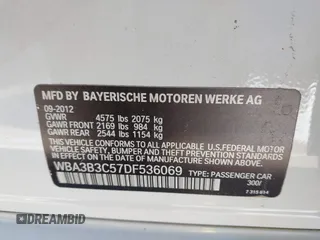 MFD BY BAYERISCHE MOTOREN WERKE AG
09-2012
GVWR 4575 lbs 2075 kg
GAWR FRONT 2169 lbs 984 kg
GAWR REAR 2544 lbs 1154 kg
THIS VEHICLE CONFORMS TO ALL APPLICABLE U.S.FEDERAL MOTOR
VEHICLE SAFETY, BUMPER, AND THEFT PREVENTION STANDARDS IN
EFFECT ON THE DATE OF MANUFACTURE SHOWN ABOVE.
WBA3B3C57DF536069 TYPE: PASSENGER CAR
300/
DREAMBID